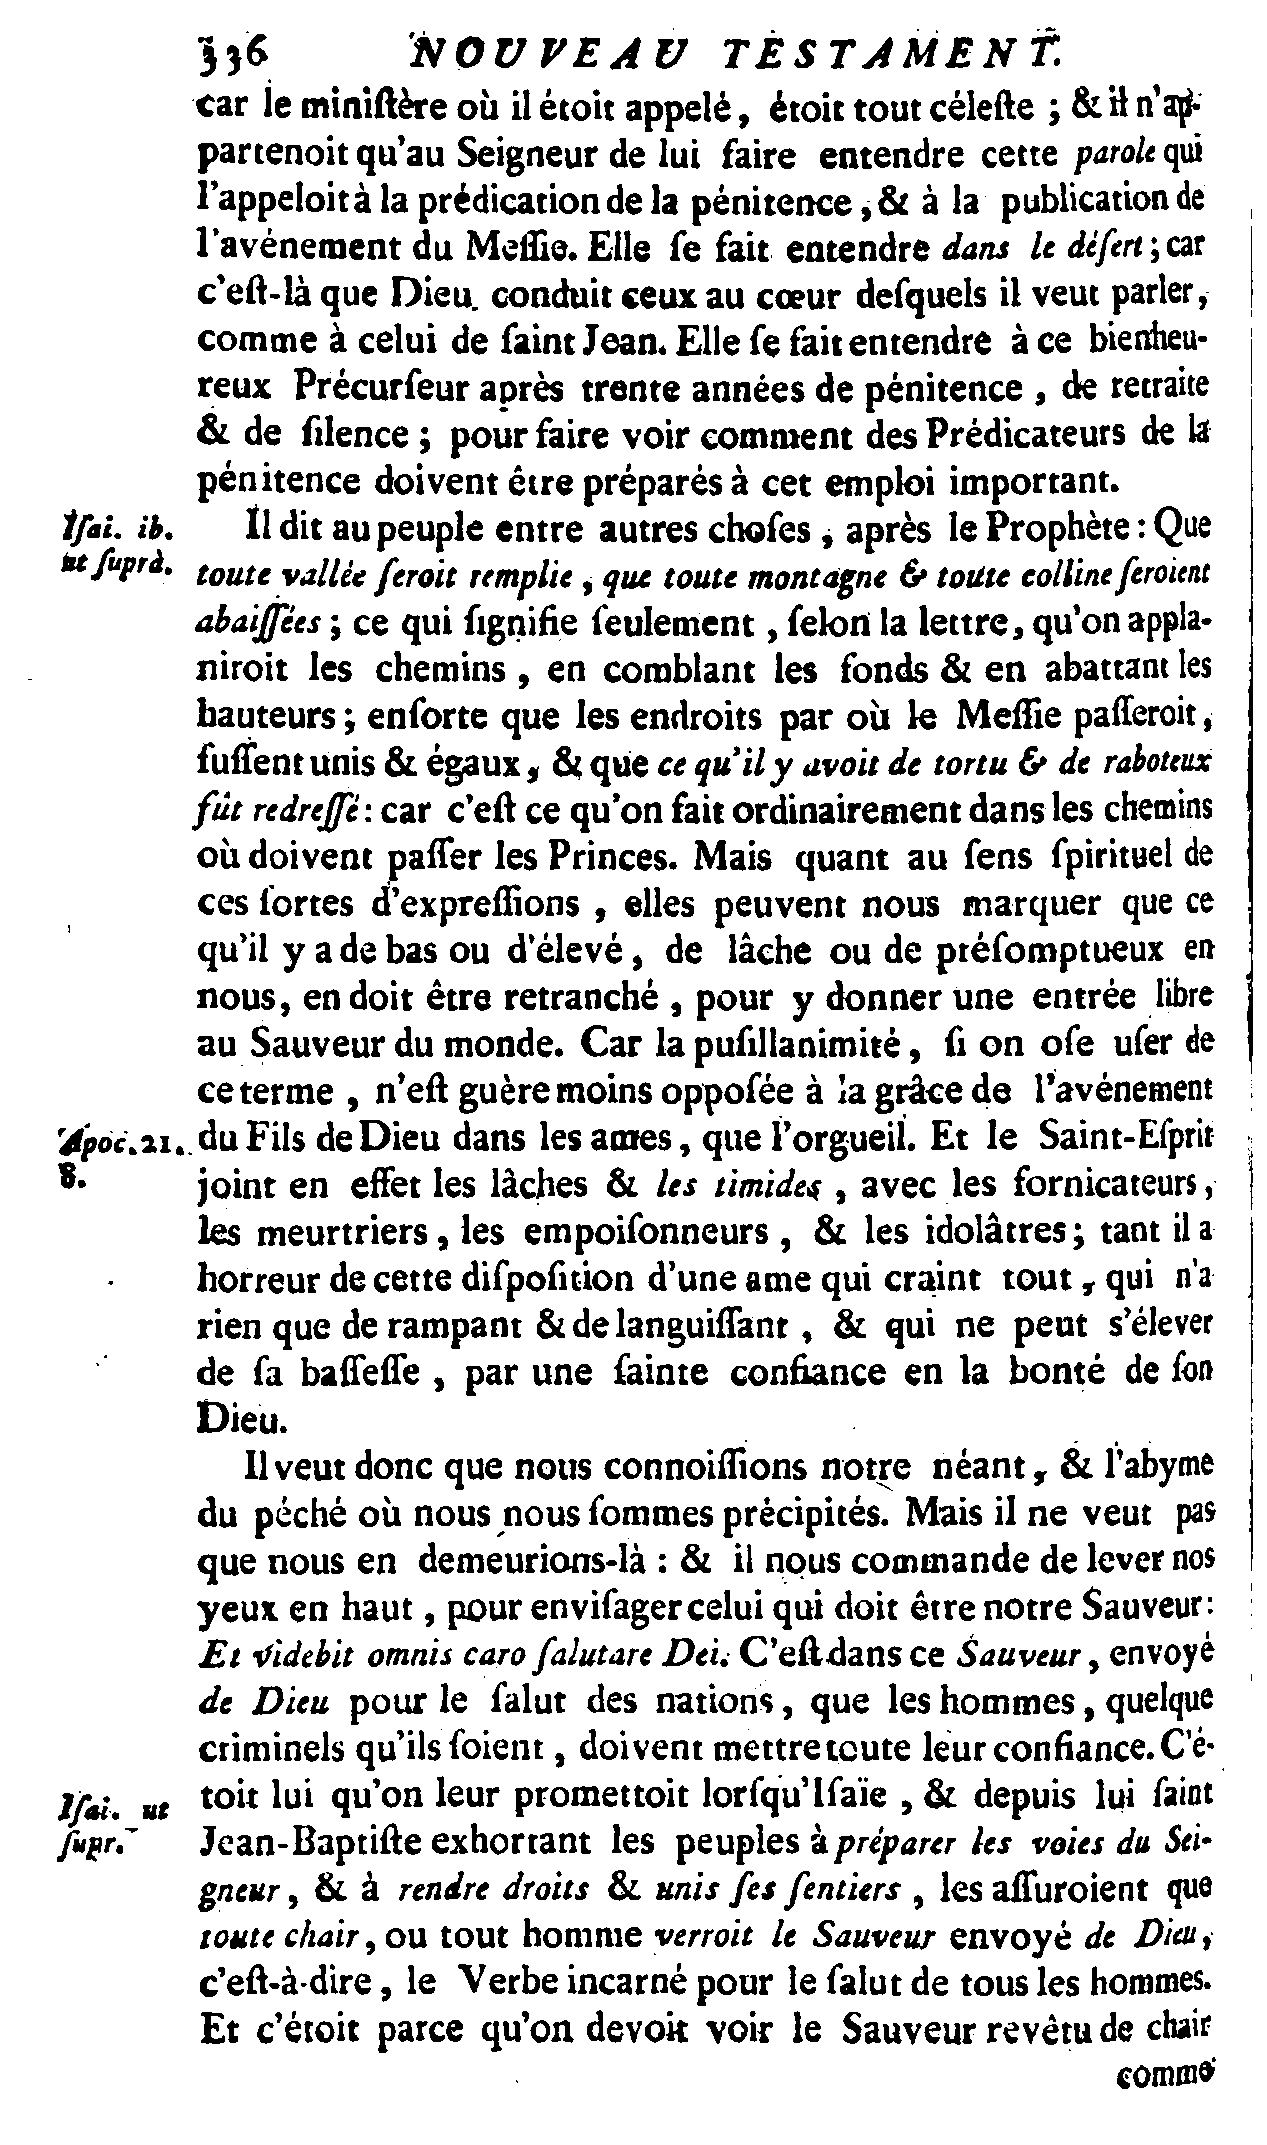 336 NOUVEAU TESTAMENT.
car le miniſtère où il étoit appelé, étoit tout céleſte ; & il n'ap-
partenoit qu'au Seigneur de lui faire entendre cette parole qui
l'appeloit à la prédication de la pénitence, & à la publication de
l'avénement du Meſſie. Elle ſe fait entendre dans le déſert ; car
c'eſt-là que Dieu conduit ceux au cœur deſquels il veut parler,
comme à celui de ſaint Jean. Elle ſe fait entendre à ce bienheu-
reux Précurſeur après trente années de pénitence, de retraite
& de ſilence ; pour faire voir comment des Prédicateurs de la
pénitence doivent être préparés à cet emploi important.
Iſai. ib. Il dit au peuple entre autres choſes, après le Prophète : Que
ut ſuprà. toute vallée ſeroit remplie, que toute montagne & toute colline ſeroient
abaiſſées ; ce qui ſignifie ſeulement, ſelon la lettre, qu'on appla-
niroit les chemins, en comblant les fonds & en abattant les
hauteurs ; enſorte que les endroits par où le Meſſie paſſeroit,
fuſſent unis & égaux, & que ce qu'il y avoit de tortu & de raboteux
fût redreſſé : car c'eſt ce qu'on fait ordinairement dans les chemins
où doivent paſſer les Princes. Mais quant au ſens ſpirituel de
ces ſortes d'expreſſions, elles peuvent nous marquer que ce
qu'il y a de bas ou d'élevé, de lâche ou de préſomptueux en
nous, en doit être retranché, pour y donner une entrée libre
au Sauveur du monde. Car la puſillanimité, ſi on oſe uſer de
ce terme, n'eſt guère moins oppoſée à la grâce de l'avénement
Apoc. 21. du Fils de Dieu dans les ames, que l'orgueil. Et le Saint-Eſprit
8. joint en effet les lâches & les timides, avec les fornicateurs,
les meurtriers, les empoiſonneurs, & les idolâtres ; tant il a
horreur de cette diſpoſition d'une ame qui craint tout, qui n'a
rien que de rampant & de languiſſant, & qui ne peut s'élever
de ſa baſſeſſe, par une ſainte confiance en la bonté de ſon
Dieu.
Il veut donc que nous connoiſſions notre néant, & l'abyme
du péché où nous nous ſommes précipités. Mais il ne veut pas
que nous en demeurions-là : & il nous commande de lever nos
yeux en haut, pour enviſager celui qui doit être notre Sauveur :
Et videbit omnis caro ſalutare Dei. C'eſt dans ce Sauveur, envoyé
de Dieu pour le ſalut des nations, que les hommes, quelque
criminels qu'ils ſoient, doivent mettre toute leur confiance. C'é-
Iſai. ut toit lui qu'on leur promettoit lorſqu'Iſaïe, & depuis lui ſaint
ſupr. Jean-Baptiſte exhortant les peuples à préparer les voies du Sei-
gneur, & à rendre droits & unis ſes ſentiers, les aſſuroient que
toute chair, ou tout homme verroit le Sauveur envoyé de Dieu,
c'eſt-à-dire, le Verbe incarné pour le ſalut de tous les hommes.
Et c'étoit parce qu'on devoit voir le Sauveur revêtu de chair
comme